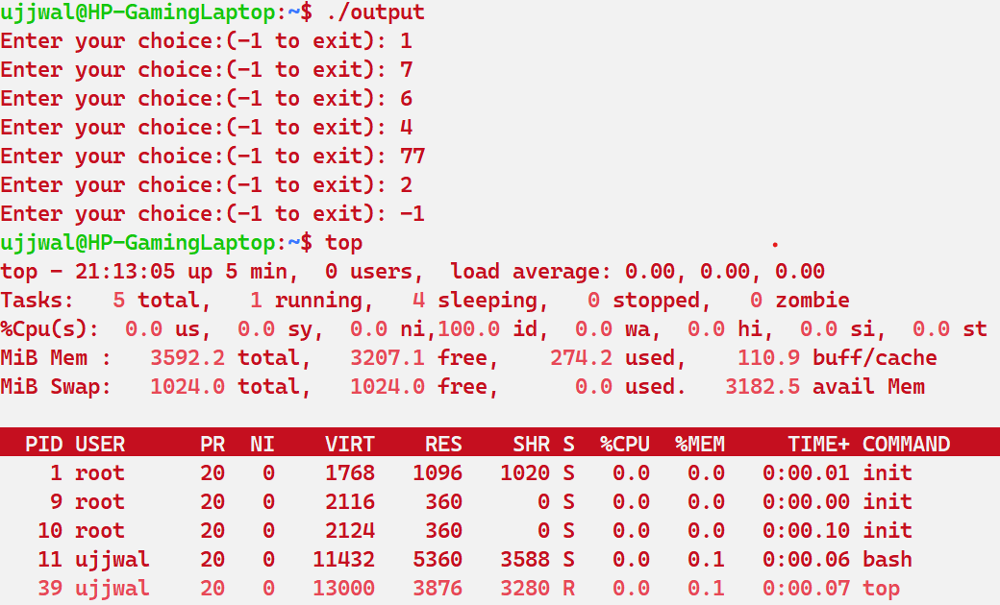 ujjwal@HP-GamingLaptop:~$ ./output
Enter your choice:(-1 to exit): 1
Enter your choice:(-1 to exit): 7
Enter your choice:(-1 to exit): 6
Enter your choice:(-1 to exit): 4
Enter your choice:(-1 to exit): 77
Enter your choice:(-1 to exit): 2
Enter your choice:(-1 to exit): -1
ujjwal@HP-GamingLaptop:~$ top
top - 21:13:05 up 5 min,  0 users,  load average: 0.00, 0.00, 0.00
Tasks:   5 total,   1 running,   4 sleeping,   0 stopped,   0 zombie
%Cpu(s):  0.0 us,  0.0 sy,  0.0 ni,100.0 id,  0.0 wa,  0.0 hi,  0.0 si,  0.0 st
MiB Mem :   3592.2 total,   3207.1 free,    274.2 used,    110.9 buff/cache
MiB Swap:   1024.0 total,   1024.0 free,      0.0 used.   3182.5 avail Mem
  PID USER      PR  NI    VIRT    RES    SHR S  %CPU  %MEM     TIME+ COMMAND
    1 root      20   0    1768   1096   1020 S   0.0   0.0   0:00.01 init
    9 root      20   0    2116    360      0 S   0.0   0.0   0:00.00 init
   10 root      20   0    2124    360      0 S   0.0   0.0   0:00.10 init
   11 ujjwal    20   0   11432   5360   3588 S   0.0   0.1   0:00.06 bash
   39 ujjwal    20   0   13000   3876   3280 R   0.0   0.1   0:00.07 top